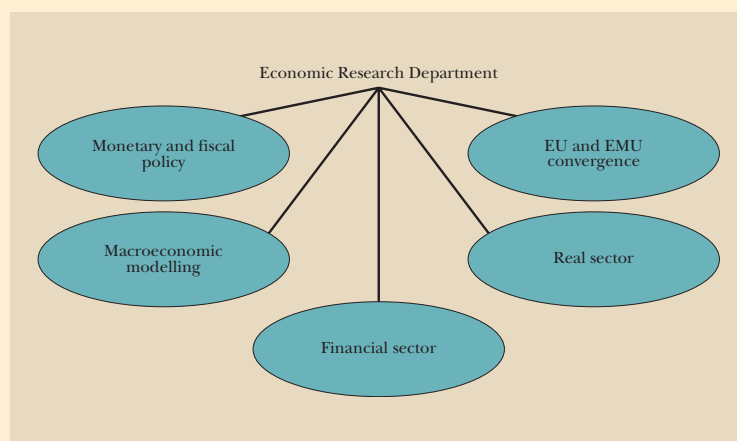 Economic Research Department
Monetary and fiscal
policy
EU and EMU
convergence
Macroeconomic
modelling
Real sector
Financial sector